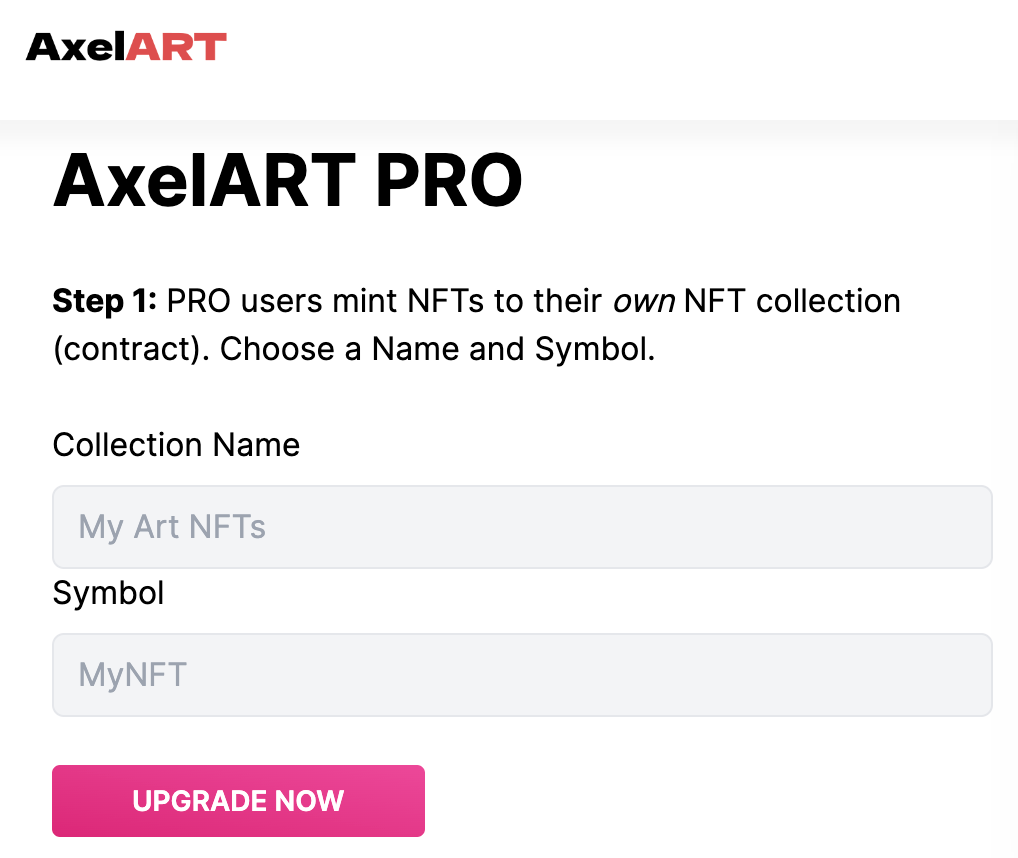 AxelART
AxelART PRO
Step 1: PRO users mint NFTs to their own NFT collection
(contract). Choose a Name and Symbol.
Collection Name
My Art NFTs
Symbol
MyNFT
UPGRADE NOW